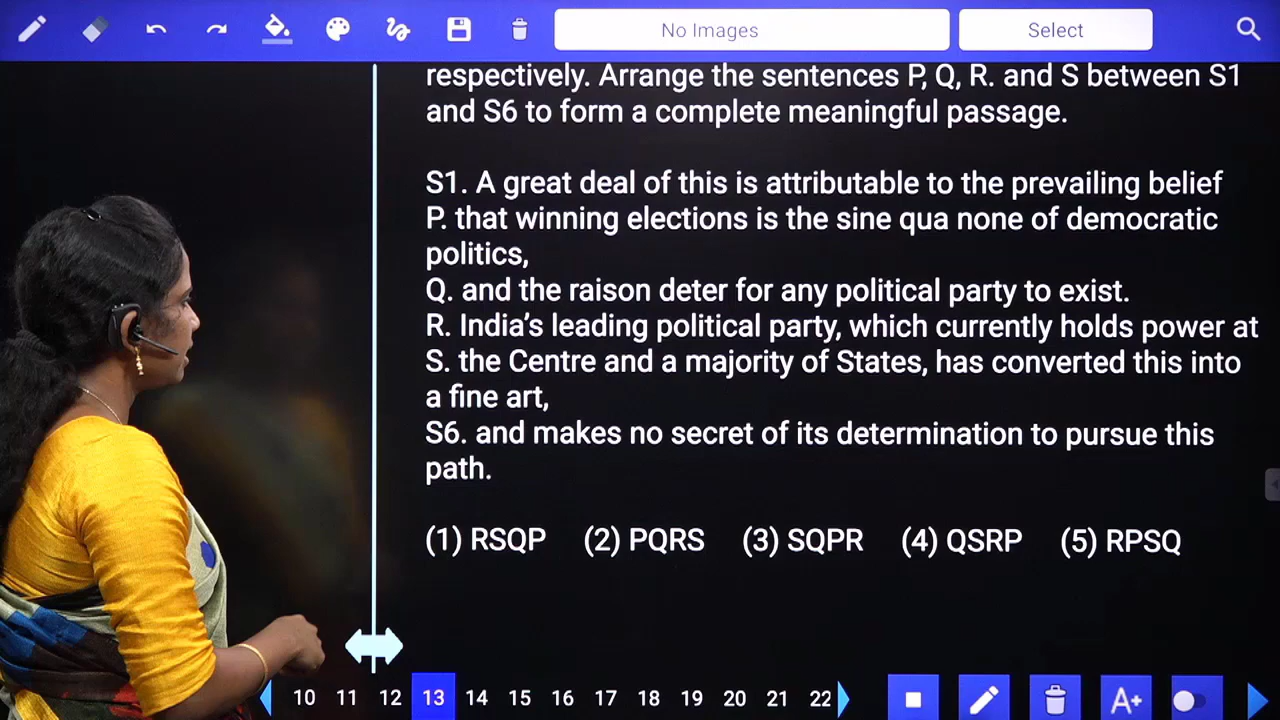 No Images
Select
respectively. Arrange the sentences P, Q, R. and S between S1
and S6 to form a complete meaningful passage.
S1. A great deal of this is attributable to the prevailing belief
P. that winning elections is the sine qua none of democratic
politics,
Q. and the raison deter for any political party to exist.
R. India's leading political party, which currently holds power at
S. the Centre and a majority of States, has converted this into
a fine art,
S6. and makes no secret of its determination to pursue this
path.
(1) RSQP (2) PQRS (3) SQPR (4) QSRP (5) RPSQ
10 11 12 13 14 15 16 17 18 19 20 21 22
A+